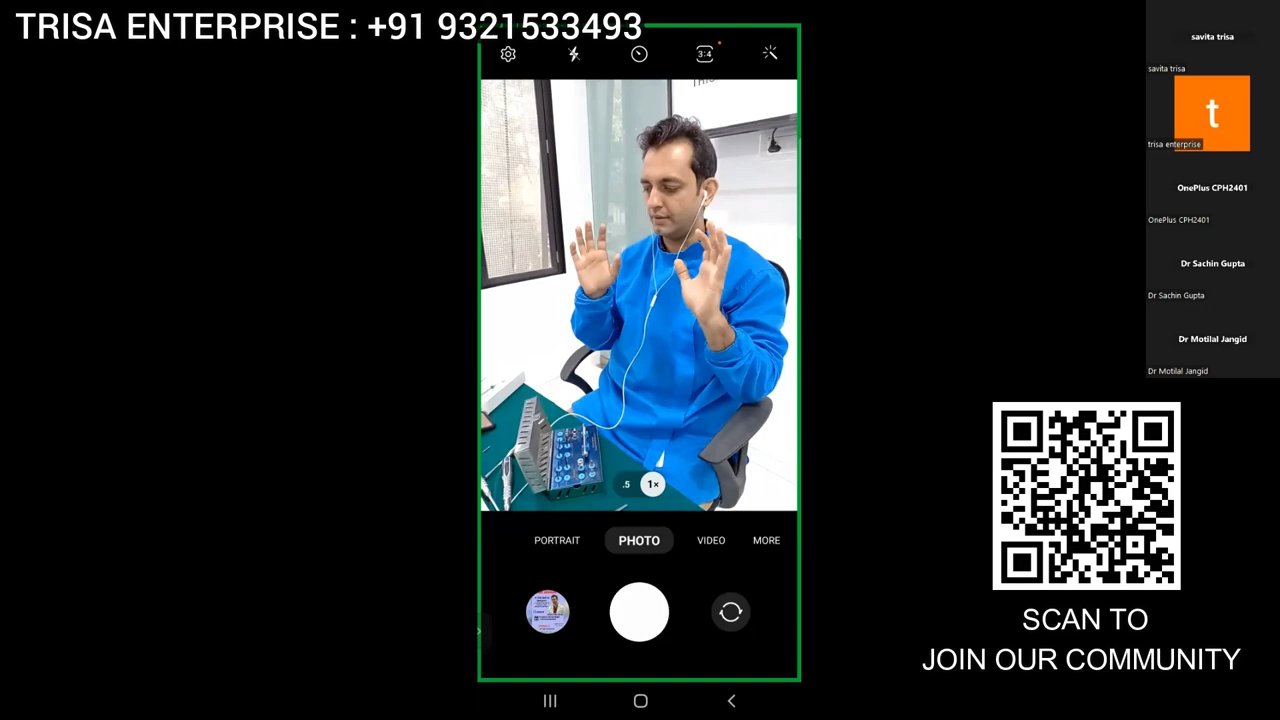 TRISA ENTERPRISE : +91 9321533493
3:4
.5
1×
PORTRAIT
PHOTO
VIDEO
MORE
savita trisa
savita trisa
t
trisa enterprise
OnePlus CPH2401
OnePlus CPH2401
Dr Sachin Gupta
Dr Sachin Gupta
Dr Motilal Jangid
Dr Motilal Jangid
SCAN TO
JOIN OUR COMMUNITY